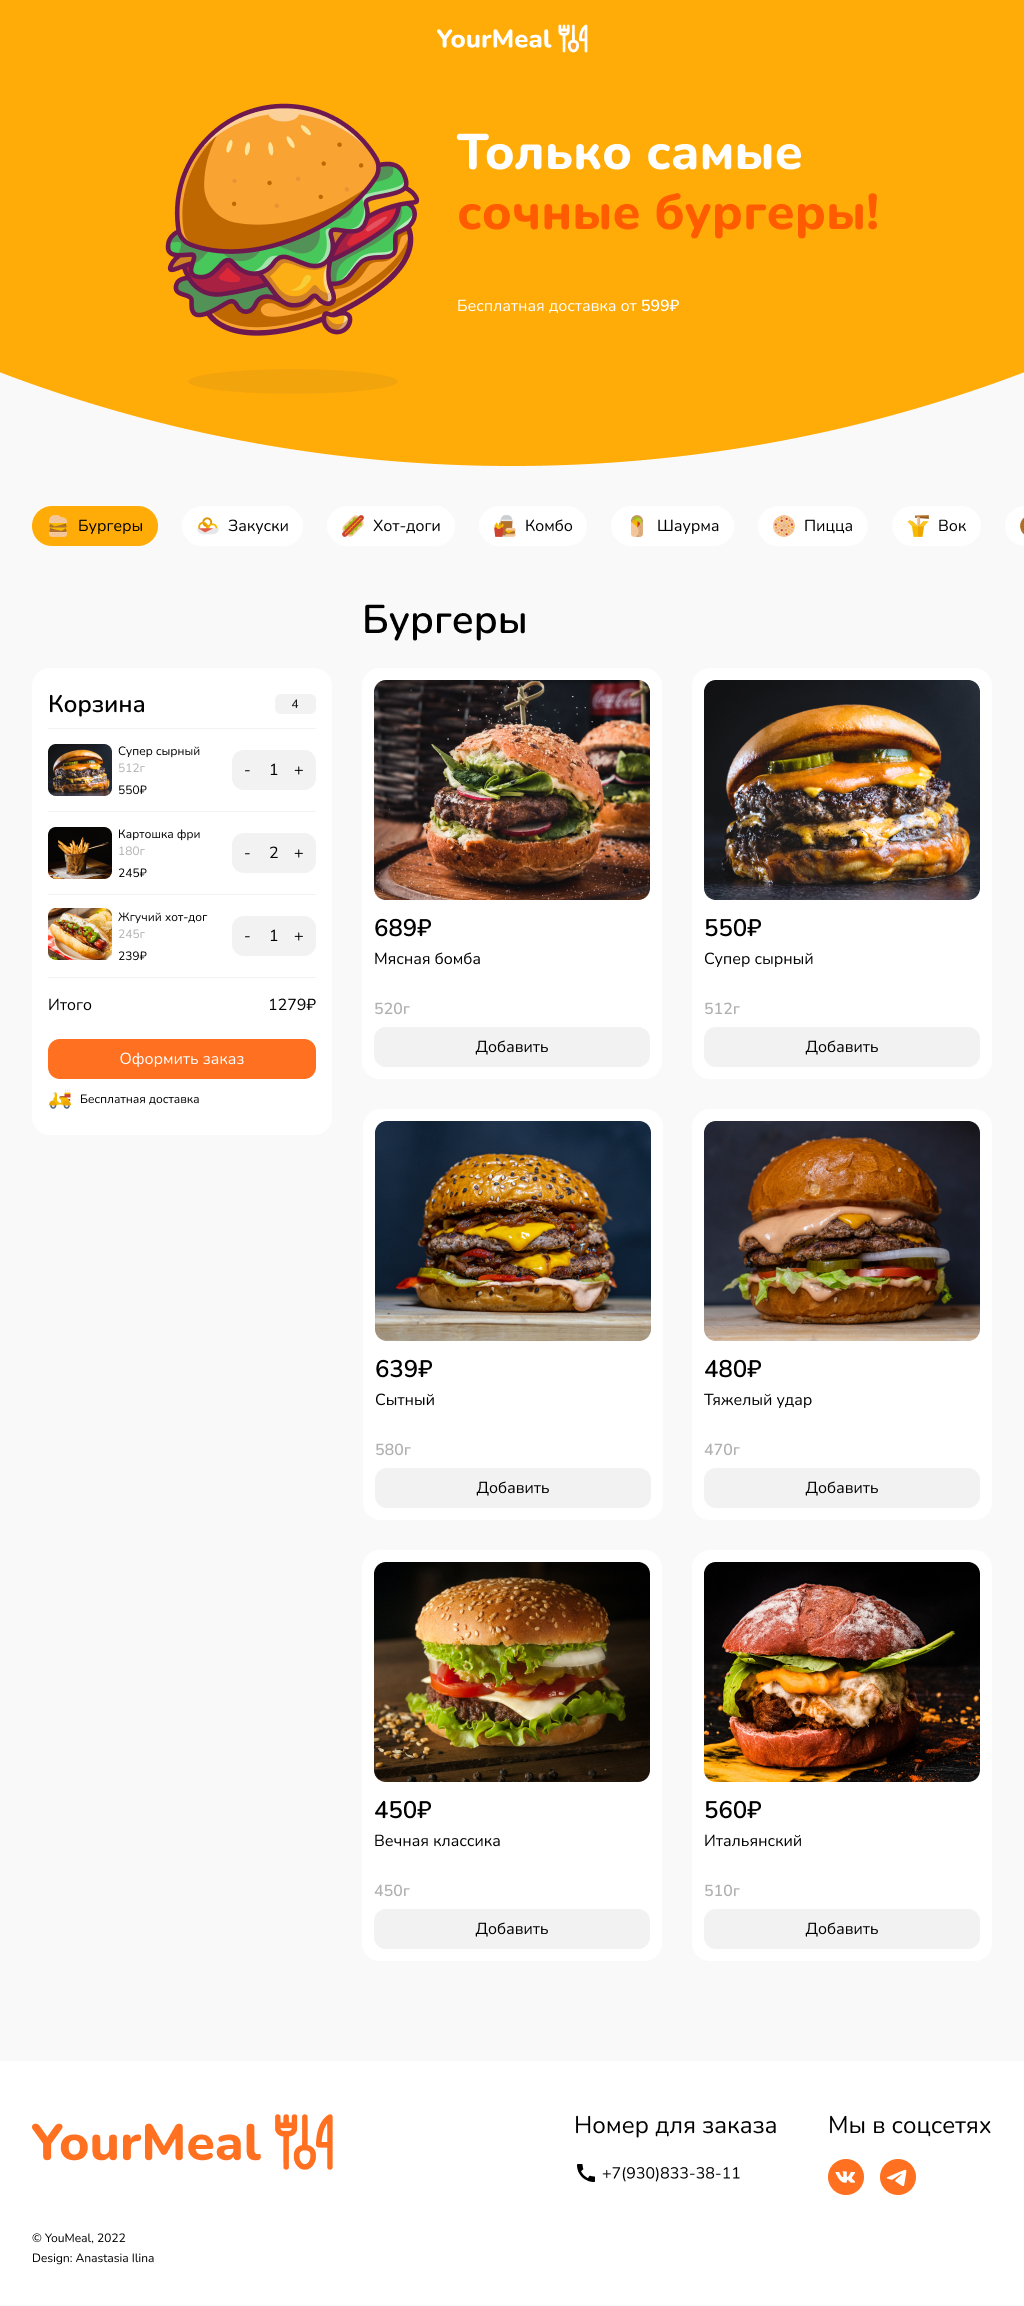 YourMeal
Только самые
сочные бургеры!
Бесплатная доставка от 599₽
Бургеры
Закуски
Хот-доги
Комбо
Шаурма
Пицца
Вок
Бургеры
Корзина
4
Супер сырный
512г
550₽
- 1 +
Картошка фри
180г
245₽
- 2 +
Жгучий хот-дог
245г
239₽
- 1 +
Итого 1279₽
Оформить заказ
Бесплатная доставка
689₽
Мясная бомба
520г
Добавить
550₽
Супер сырный
512г
Добавить
639₽
Сытный
580г
Добавить
480₽
Тяжелый удар
470г
Добавить
450₽
Вечная классика
450г
Добавить
560₽
Итальянский
510г
Добавить
YourMeal
Номер для заказа
+7(930)833-38-11
Мы в соцсетях
© YouMeal, 2022
Design: Anastasia Ilina